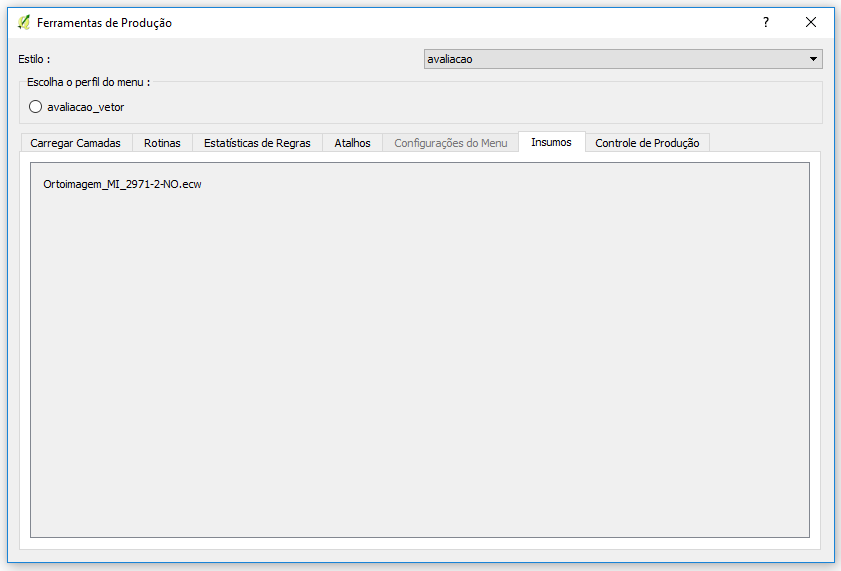 Ferramentas de Produção
?
Estilo :
avaliacao
Escolha o perfil do menu :
avaliacao_vetor
Carregar Camadas Rotinas Estatísticas de Regras Atalhos Configurações do Menu Insumos Controle de Produção
Ortoimagem_MI_2971-2-NO.ecw